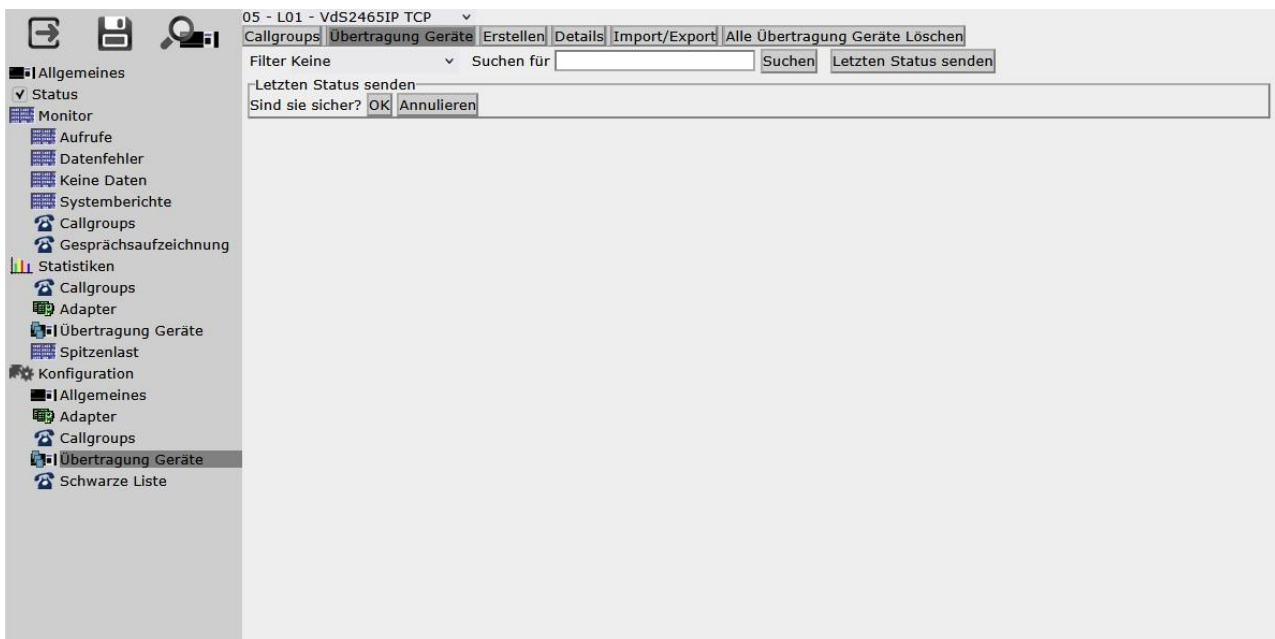 05 - L01 - VdS2465IP TCP
Callgroups Übertragung Geräte Erstellen Details Import/Export Alle Übertragung Geräte Löschen
Filter Keine Suchen für Suchen Letzten Status senden
Letzten Status senden
Sind sie sicher? OK Annulieren
Allgemeines
Status
Monitor
Aufrufe
Datenfehler
Keine Daten
Systemberichte
Callgroups
Gesprächsaufzeichnung
Statistiken
Callgroups
Adapter
Übertragung Geräte
Spitzenlast
Konfiguration
Allgemeines
Adapter
Callgroups
Übertragung Geräte
Schwarze Liste